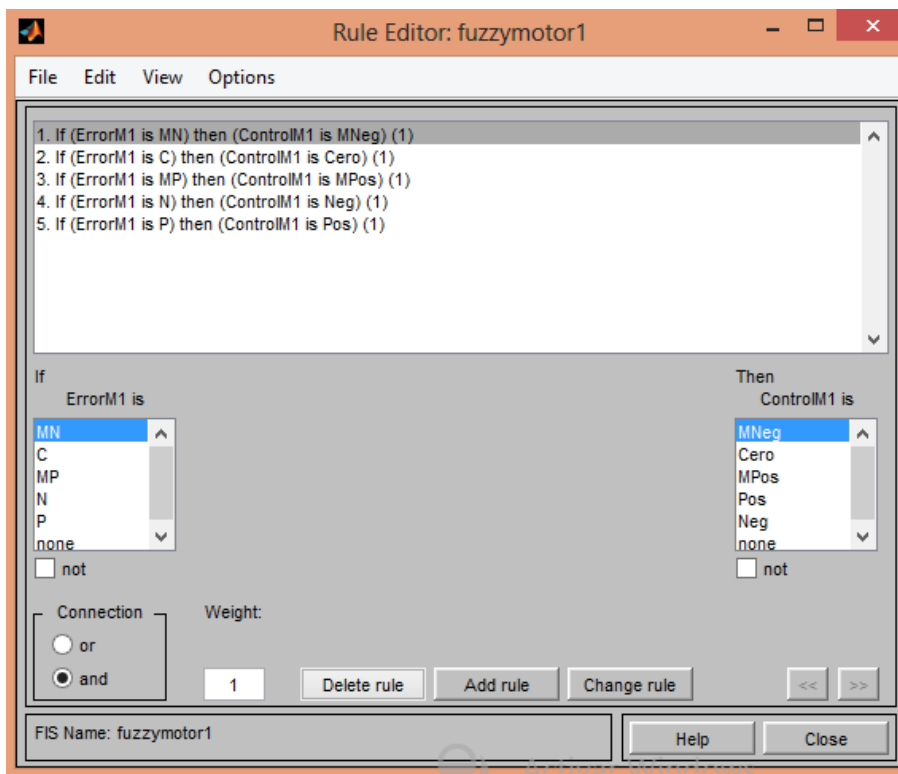 Rule Editor: fuzzymotor1
File Edit View Options
1. If (ErrorM1 is MN) then (ControlM1 is MNeg) (1)
2. If (ErrorM1 is C) then (ControlM1 is Cero) (1)
3. If (ErrorM1 is MP) then (ControlM1 is MPos) (1)
4. If (ErrorM1 is N) then (ControlM1 is Neg) (1)
5. If (ErrorM1 is P) then (ControlM1 is Pos) (1)
If
ErrorM1 is
MN
C
MP
N
P
none
not
Then
ControlM1 is
MNeg
Cero
MPos
Pos
Neg
none
not
Connection
or
and
Weight:
1
Delete rule
Add rule
Change rule
<<
>>
FIS Name: fuzzymotor1
Help
Close